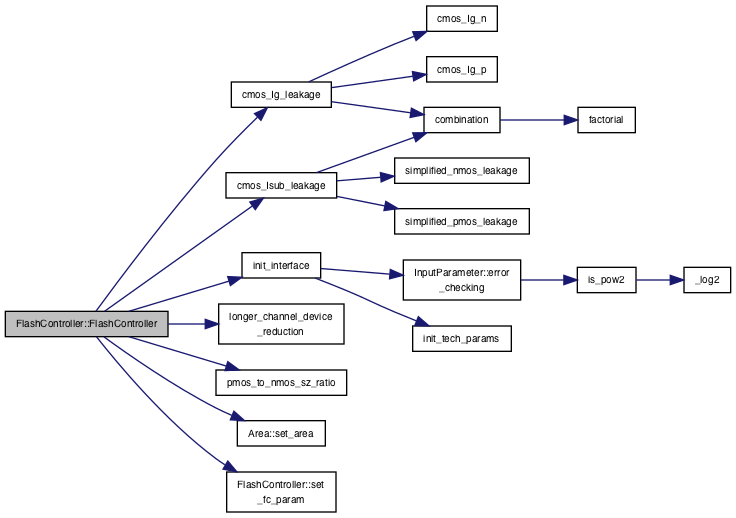 cmos_Ig_n
cmos_Ig_leakage
cmos_Ig_p
combination
factorial
cmos_Isub_leakage
simplified_nmos_leakage
simplified_pmos_leakage
init_interface
InputParameter::error
_checking
is_pow2
_log2
FlashController::FlashController
longer_channel_device
_reduction
init_tech_params
pmos_to_nmos_sz_ratio
Area::set_area
FlashController::set
_fc_param